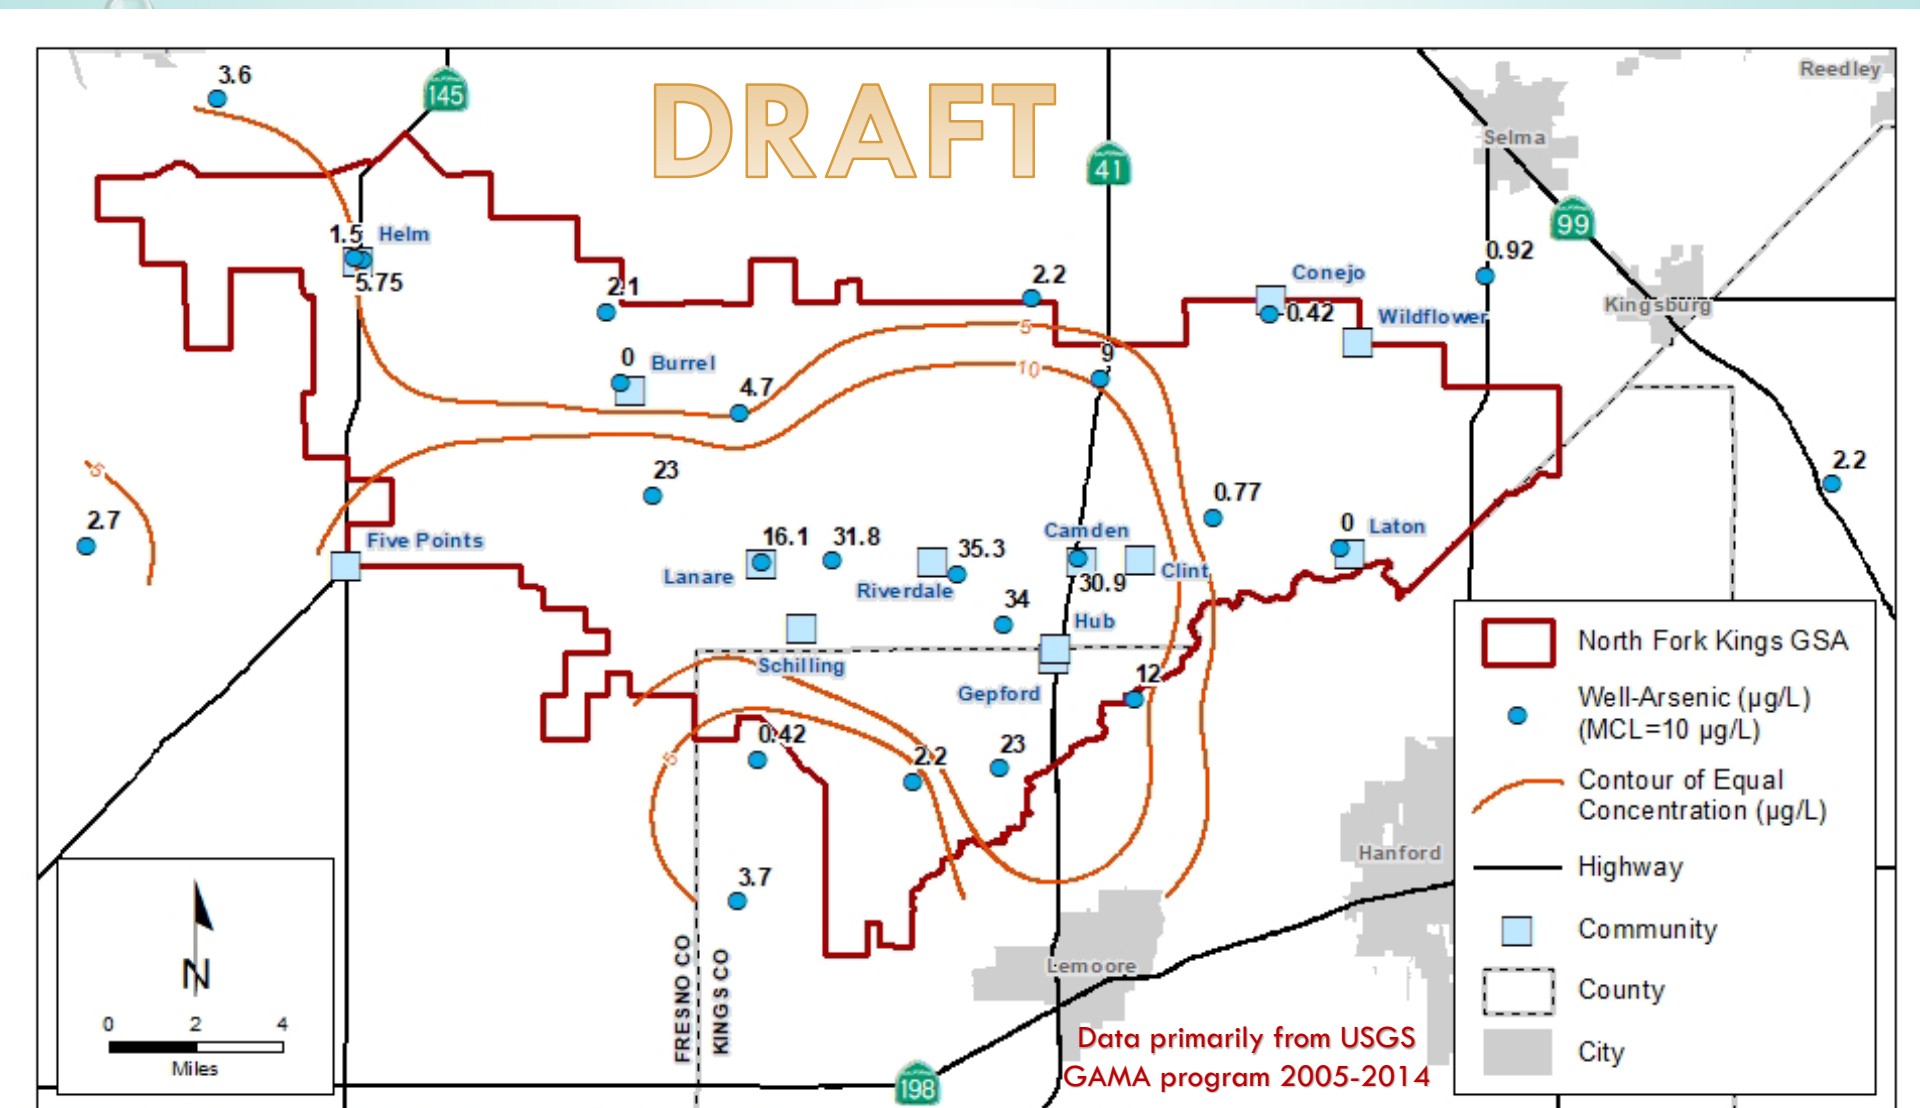 DRAFT
3.6
145
41
Reedley
Selma
99
1.5
Helm
5.75
0.92
2.2
2.1
Conejo
0.42
Wildflower
Kingsburg
5
9
0
Burrel
10
4.7
5
23
2.7
0.77
2.2
Five Points
16.1
31.8
35.3
Camden
0
Laton
Lanare
Riverdale
30.9
Clint
34
Hub
Schilling
Gepford
12
0.42
2.2
23
5
3.7
Hanford
Lemoore
FRESNO CO
KINGS CO
198
N
0 2 4
Miles
North Fork Kings GSA
Well-Arsenic (µg/L)
(MCL=10 µg/L)
Contour of Equal
Concentration (µg/L)
Highway
Community
County
City
Data primarily from USGS
GAMA program 2005-2014